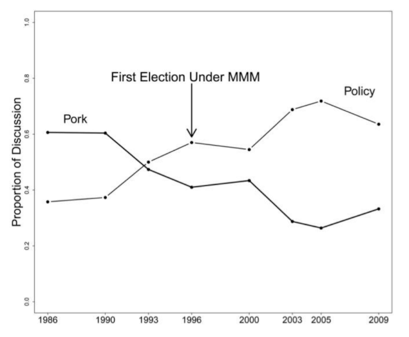 First Election Under MMM
Policy
Pork
Proportion of Discussion
1.0
0.8
0.6
0.4
0.2
0.0
1986 1990 1993 1996 2000 2003 2005 2009